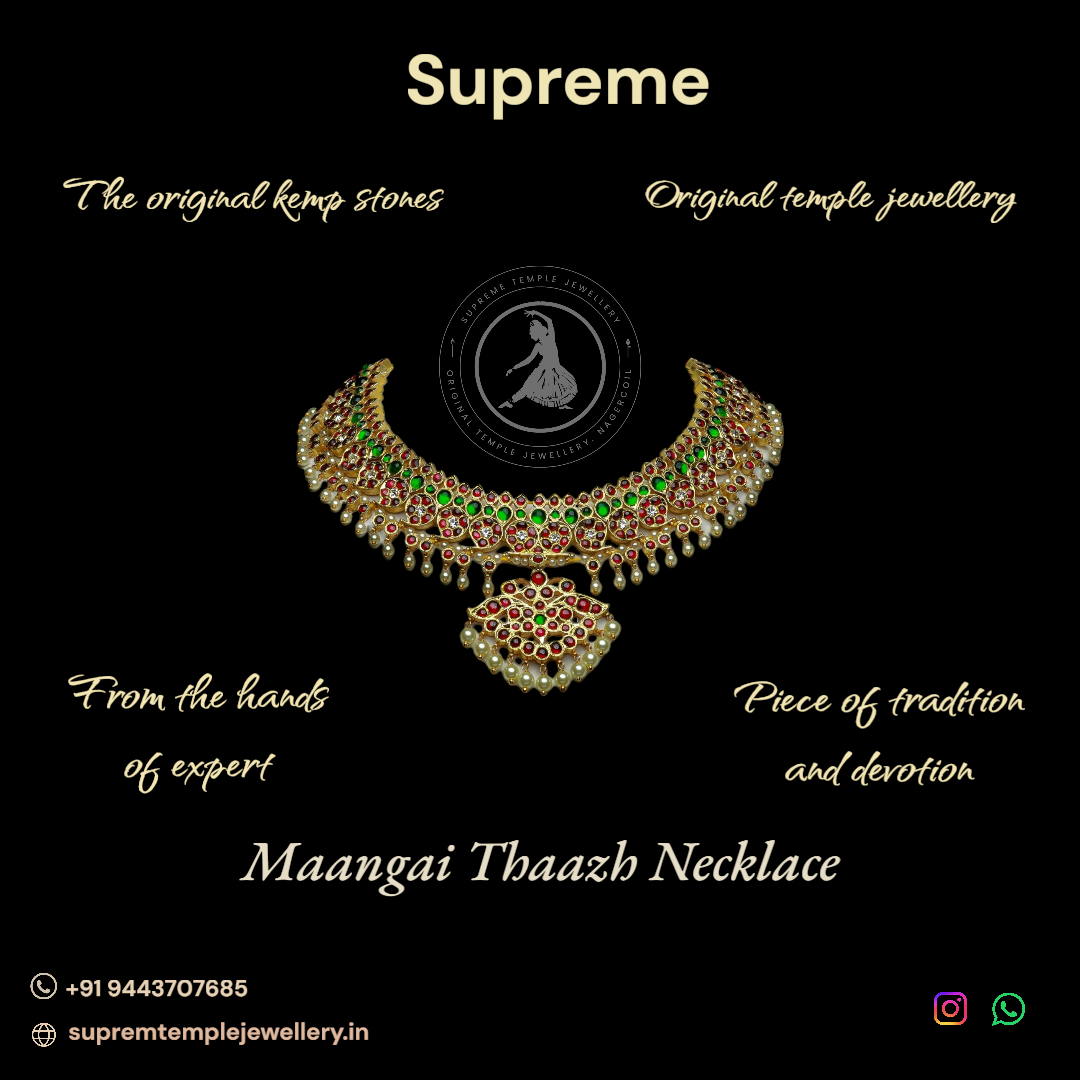 Supreme
The original kemp stones
Original temple jewellery
SUPREME TEMPLE JEWELLERY
ORIGINAL TEMPLE JEWELLERY, NAGERCOIL
From the hands
of expert
Piece of tradition
and devotion
Maangai Thaazh Necklace
+91 9443707685
supremtemplejewellery.in